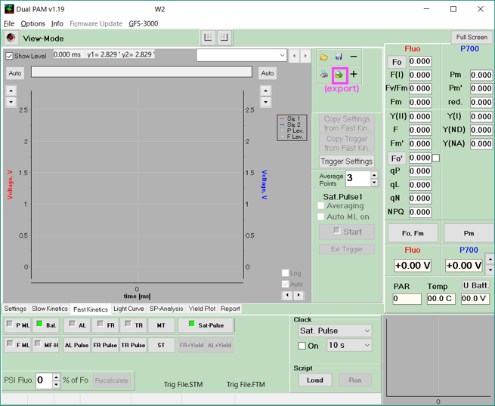 Dual PAM v1.19 W2
File Options Info Firmware Update GFS-3000
View-Mode Full Screen
Show Level 0.000 ms y1= 2.829 ' y2= 2.829 '
Auto Auto
(export)
Fluo P700
Fo 0.000
F(I) 0.000 Pm 0.000
Fv/Fm 0.000 Pm' 0.000
Fm 0.000 red. 0.000
Y(II) 0.000 Y(I) 0.000
F 0.000 Y(ND) 0.000
Fm' 0.000 Y(NA) 0.000
Fo' 0.000
qP 0.000
qL 0.000
qN 0.000
NPQ 0.000
Fo, Fm Pm
Fluo P700
+0.00 V +0.00 V
PAR Temp U Batt.
0 00.0 C 00.0 V
0
Copy Settings
from Fast Kin.
Copy Trigger
from Fast Kin.
Trigger Settings
Average
Points 3
Sat.Pulse1
Averaging
Auto ML on
Start
Ext. Trigger
Sig. 1
Sig. 2
P Lev.
F Lev.
Voltage, V
2.5 2.5
2 2
1.5 1.5
1 1
0.5 0.5
0 0
Voltage, V
0
time [ms]
Log
Auto
Settings Slow Kinetics Fast Kinetics Light Curve SP-Analysis Yield Plot Report
P ML Bal. AL FR TR MT Sat-Pulse
F ML MF-H AL Pulse FR Pulse TR Pulse ST FR+Yield AL+Yield
PSI Fluo 0 % of Fo Recalculate Trig File.STM Trig File.FTM
Clock
Sat. Pulse
On 10 s
Script
Load Run